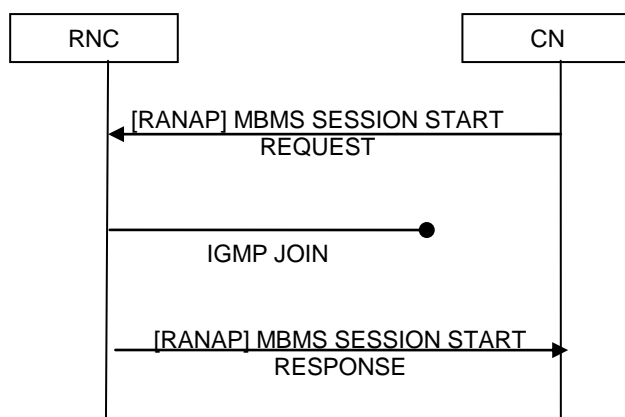 RNC
CN
[RANAP] MBMS SESSION START
REQUEST
IGMP JOIN
[RANAP] MBMS SESSION START
RESPONSE